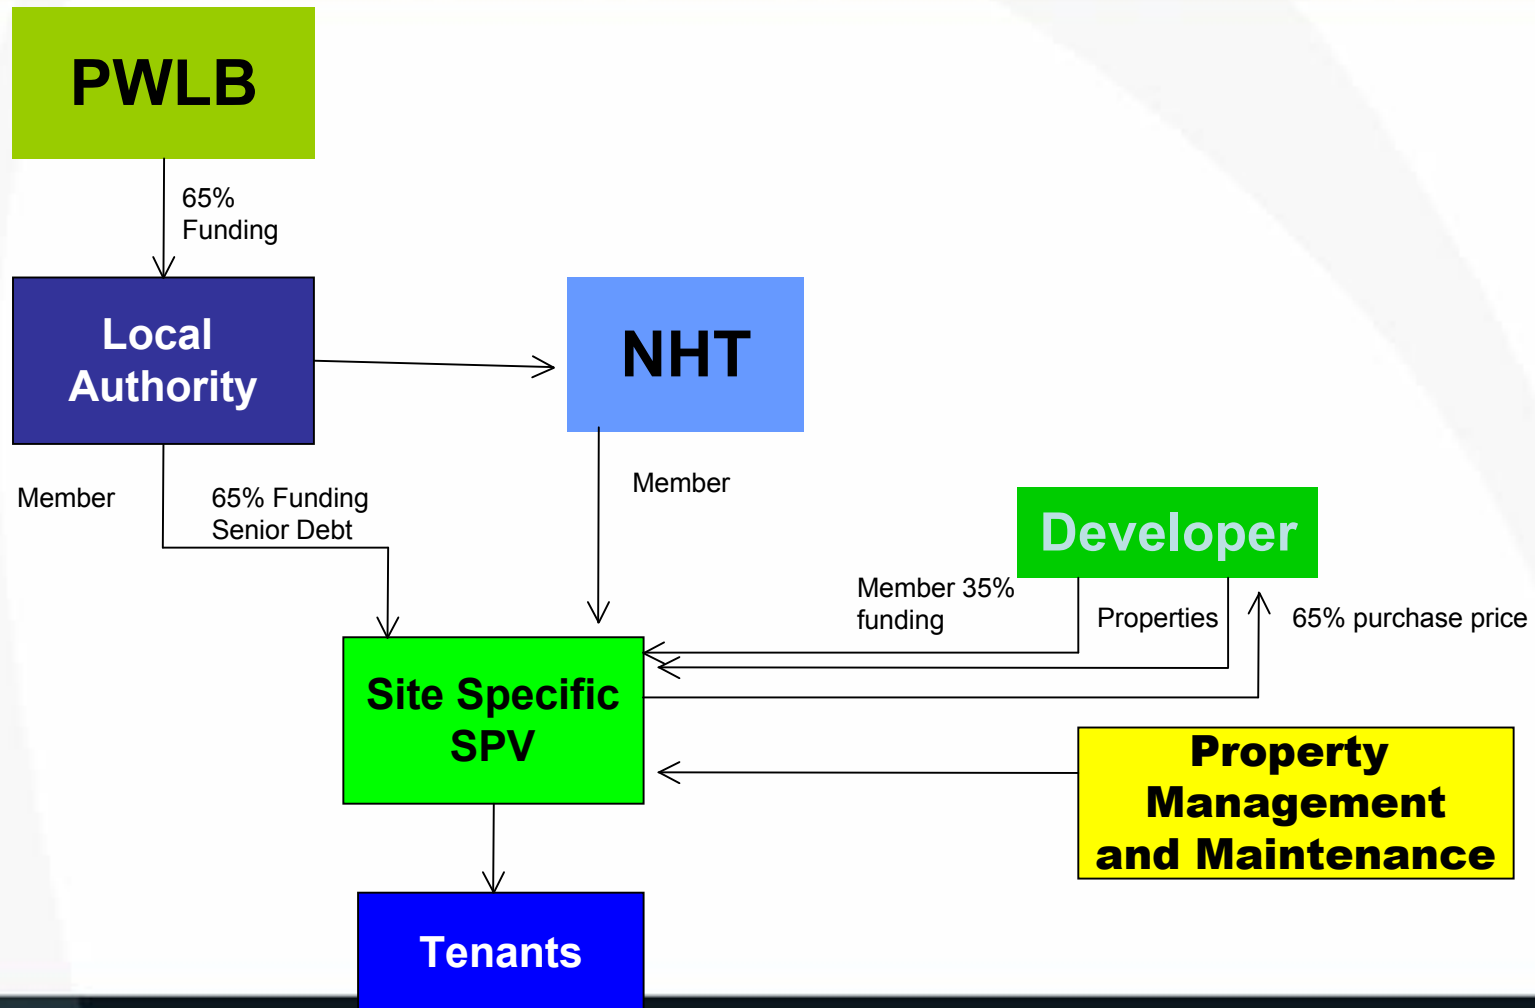 PWLB
65%
Funding
Local
Authority
NHT
Member
65% Funding
Senior Debt
Member
Developer
Member 35%
funding
Properties
65% purchase price
Site Specific
SPV
Property
Management
and Maintenance
Tenants